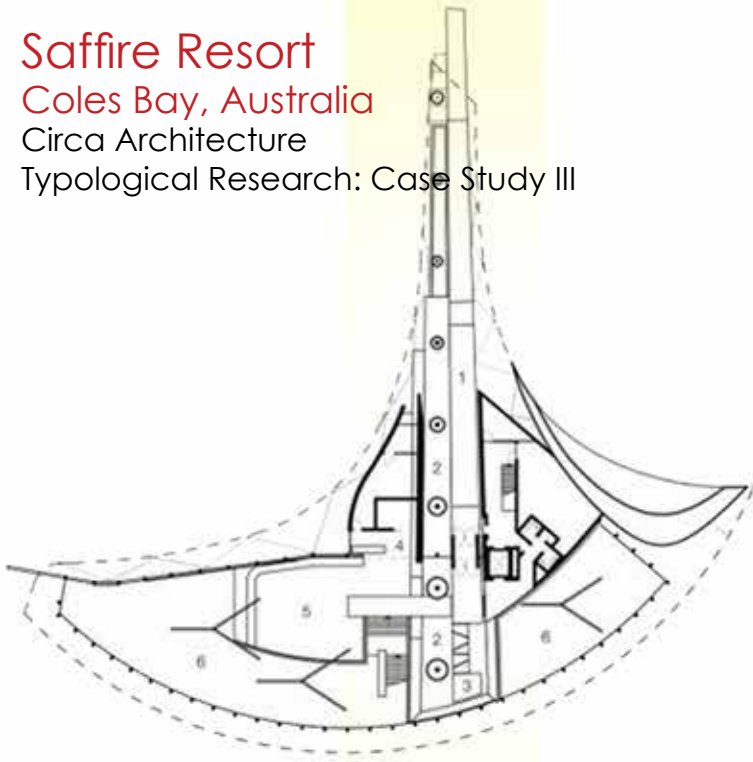 Saffire Resort
Coles Bay, Australia
Circa Architecture
Typological Research: Case Study III
1
2
4
5
6
2
6
3